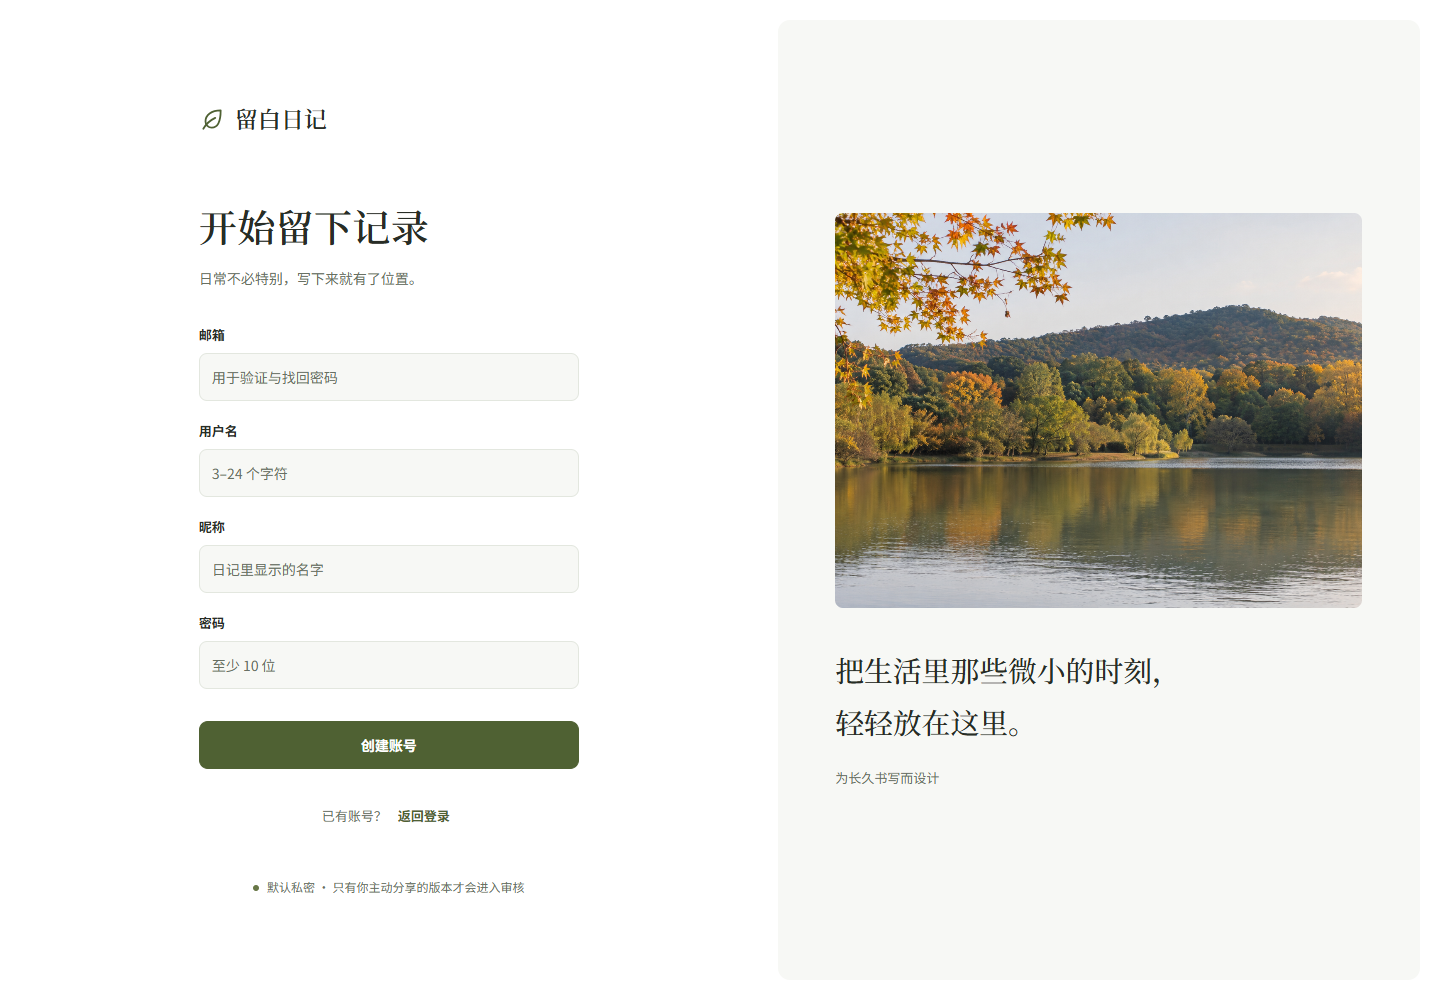 留白日记
开始留下记录
日常不必特别，写下来就有了位置。
邮箱
用于验证与找回密码
用户名
3–24 个字符
昵称
日记里显示的名字
密码
至少 10 位
创建账号
已有账号？ 返回登录
默认私密 · 只有你主动分享的版本才会进入审核
把生活里那些微小的时刻，
轻轻放在这里。
为长久书写而设计